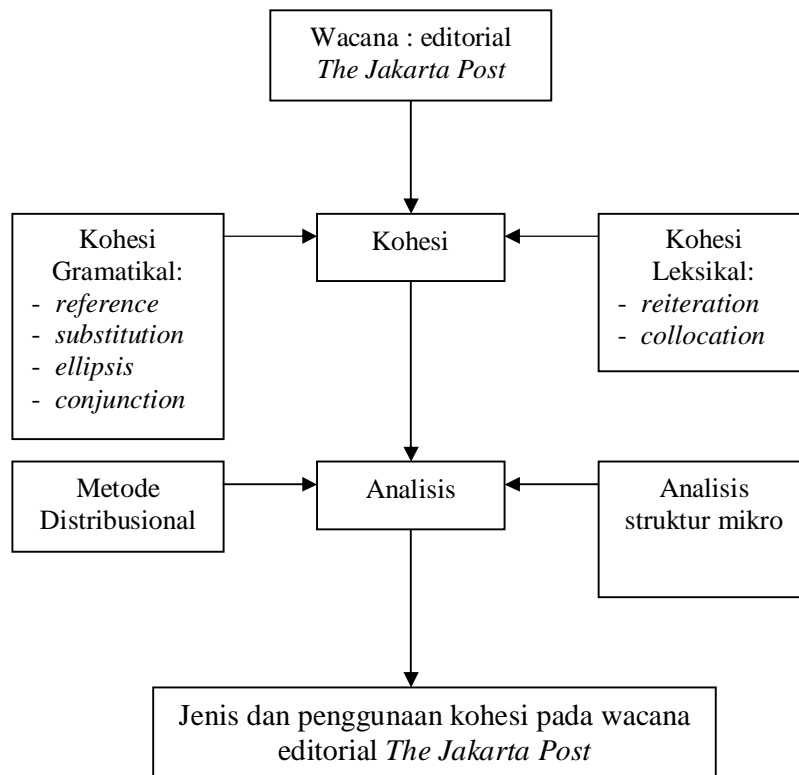 Wacana : editorial
The Jakarta Post
Kohesi
Gramatikal:
- reference
- substitution
- ellipsis
- conjunction
Kohesi
Kohesi
Leksikal:
- reiteration
- collocation
Metode
Distribusional
Analisis
Analisis
struktur mikro
Jenis dan penggunaan kohesi pada wacana
editorial The Jakarta Post